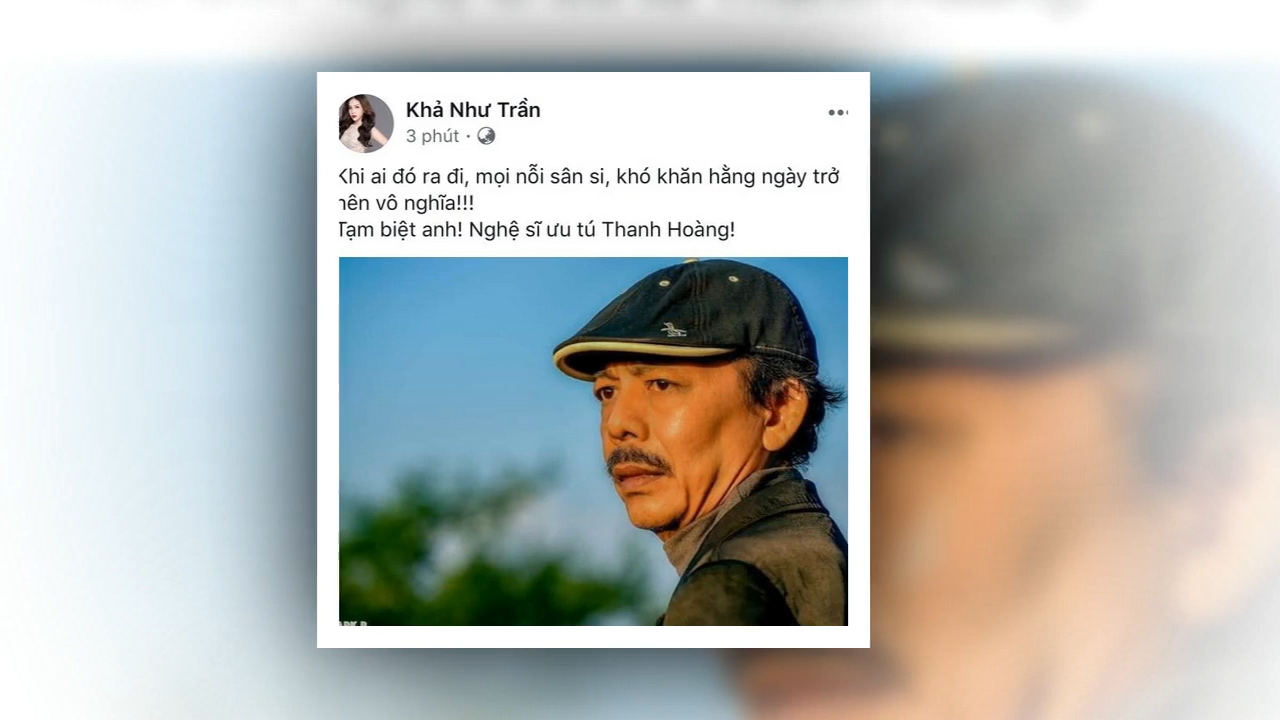 Khả Như Trần
3 phút ·
Khi ai đó ra đi, mọi nỗi sân si, khó khăn hằng ngày trở
nên vô nghĩa!!!
Tạm biệt anh! Nghệ sĩ ưu tú Thanh Hoàng!